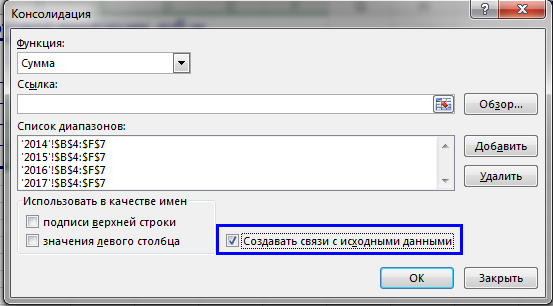 Консолидация
Функция:
Сумма
Ссылка:
Обзор...
Список диапазонов:
'2014'!$B$4:$F$7
'2015'!$B$4:$F$7
'2016'!$B$4:$F$7
'2017'!$B$4:$F$7
Добавить
Удалить
Использовать в качестве имен
подписи верхней строки
значения левого столбца
Создавать связи с исходными данными
ОК
Закрыть